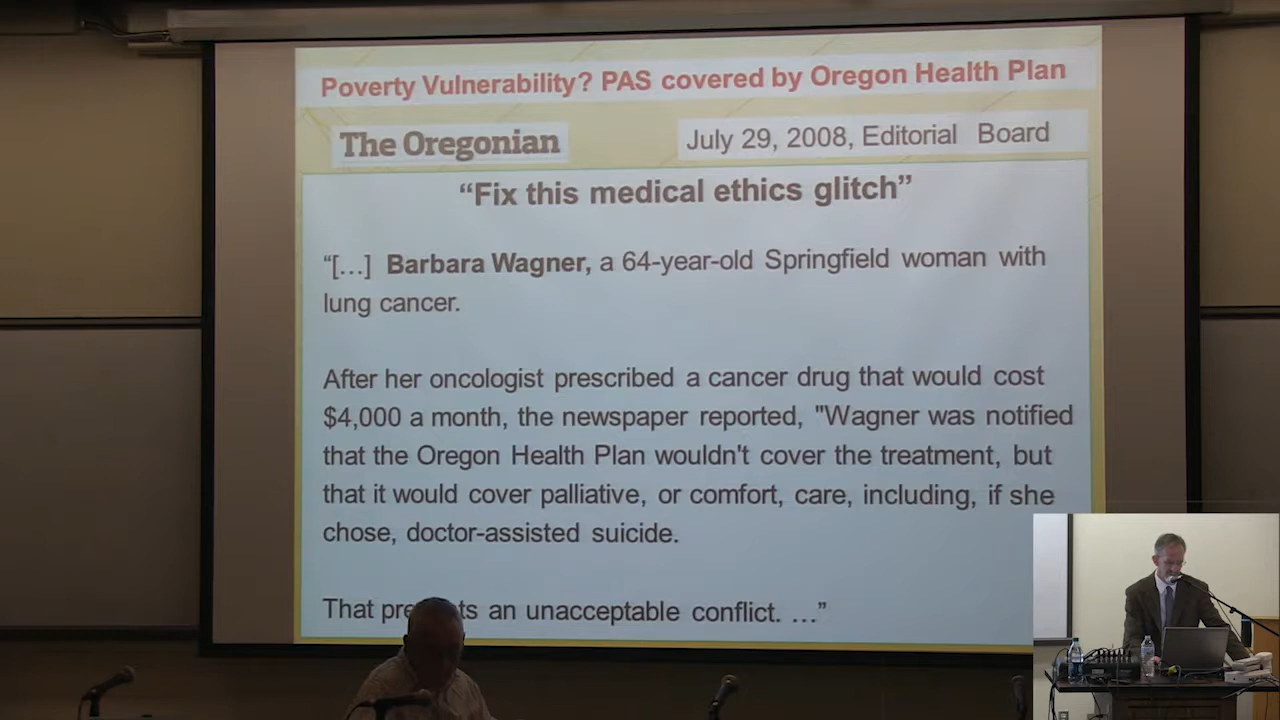 Poverty Vulnerability? PAS covered by Oregon Health Plan
The Oregonian
July 29, 2008, Editorial Board
“Fix this medical ethics glitch”
“[…] Barbara Wagner, a 64-year-old Springfield woman with
lung cancer.
After her oncologist prescribed a cancer drug that would cost
$4,000 a month, the newspaper reported, "Wagner was notified
that the Oregon Health Plan wouldn't cover the treatment, but
that it would cover palliative, or comfort, care, including, if she
chose, doctor-assisted suicide.
That an unacceptable conflict. …”